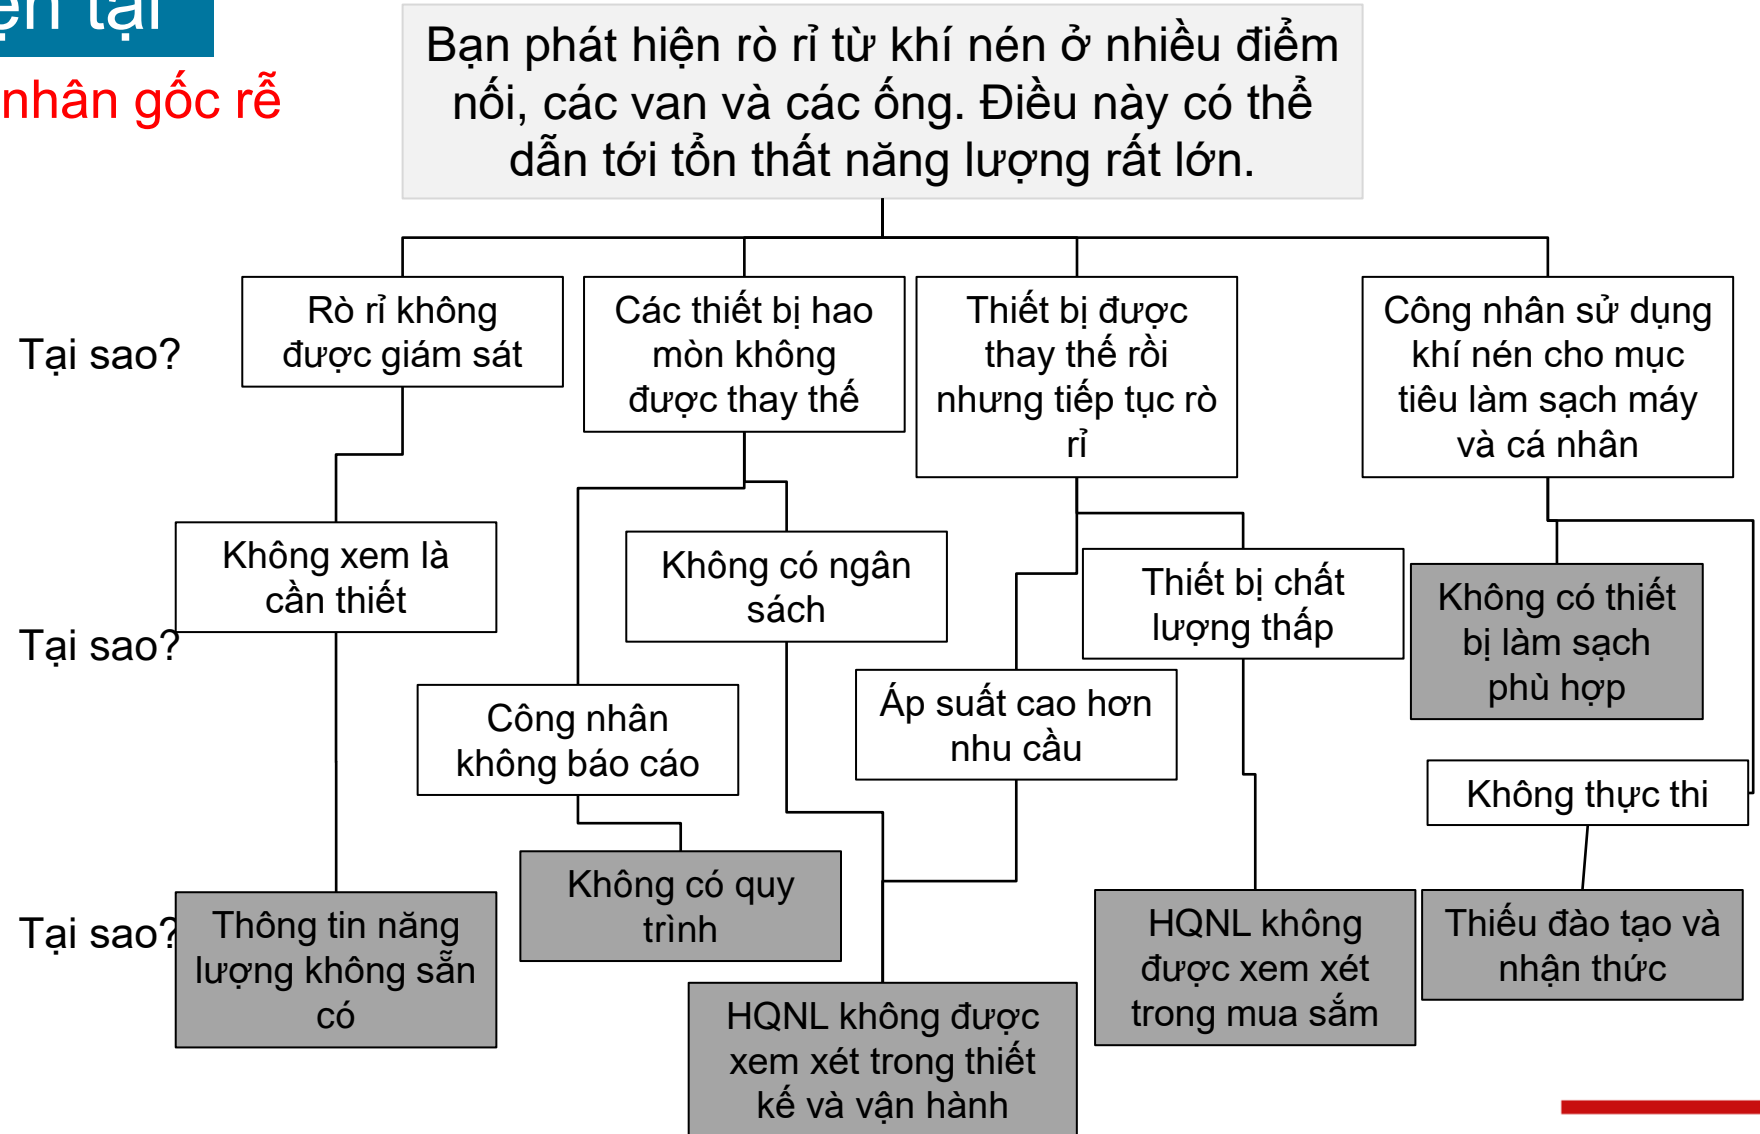 ện tại
nhân gốc rễ
Bạn phát hiện rò rỉ từ khí nén ở nhiều điểm
nối, các van và các ống. Điều này có thể
dẫn tới tổn thất năng lượng rất lớn.
Tại sao?
Rò rỉ không
được giám sát
Các thiết bị hao
mòn không
được thay thế
Thiết bị được
thay thế rồi
nhưng tiếp tục rò
rỉ
Công nhân sử dụng
khí nén cho mục
tiêu làm sạch máy
và cá nhân
Tại sao?
Không xem là
cần thiết
Không có ngân
sách
Thiết bị chất
lượng thấp
Không có thiết
bị làm sạch
phù hợp
Công nhân
không báo cáo
Áp suất cao hơn
nhu cầu
Không thực thi
Tại sao?
Thông tin năng
lượng không sẵn
có
Không có quy
trình
HQNL không được
xem xét trong thiết
kế và vận hành
HQNL không
được xem xét
trong mua sắm
Thiếu đào tạo và
nhận thức